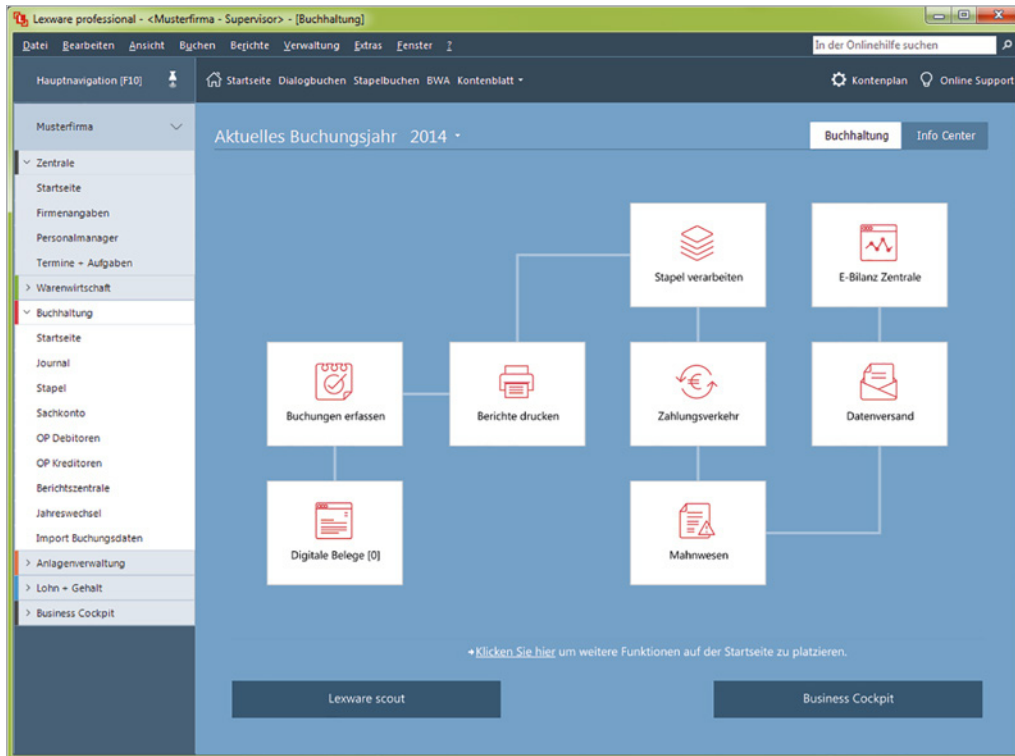 Lexware professional - <Musterfirma - Supervisor> - [Buchhaltung]
Datei Bearbeiten Ansicht Buchen Berichte Verwaltung Extras Fenster ?
In der Onlinehilfe suchen
Hauptnavigation [F10]
Startseite Dialogbuchen Stapelbuchen BWA Kontenblatt
Kontenplan Online Support
Musterfirma
Zentrale
Startseite
Firmenangaben
Personalmanager
Termine + Aufgaben
Warenwirtschaft
Buchhaltung
Startseite
Journal
Stapel
Sachkonto
OP Debitoren
OP Kreditoren
Berichtszentrale
Jahreswechsel
Import Buchungsdaten
Anlagenverwaltung
Lohn + Gehalt
Business Cockpit
Aktuelles Buchungsjahr 2014
Buchhaltung
Info Center
Stapel verarbeiten
E-Bilanz Zentrale
Buchungen erfassen
Berichte drucken
Zahlungsverkehr
Datenversand
Digitale Belege [0]
Mahnwesen
Klicken Sie hier um weitere Funktionen auf der Startseite zu platzieren.
Lexware scout
Business Cockpit